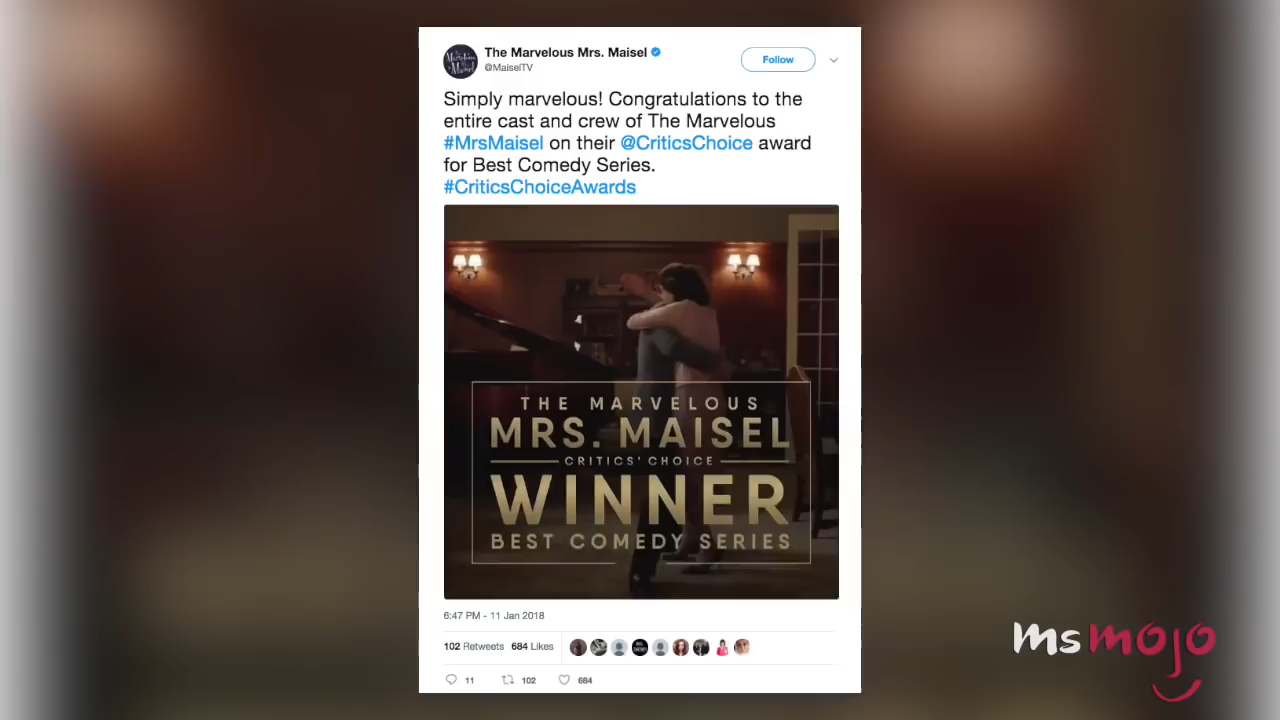 The Marvelous Mrs. Maisel
@MaiselTV
Follow
Simply marvelous! Congratulations to the
entire cast and crew of The Marvelous
#MrsMaisel on their @CriticsChoice award
for Best Comedy Series.
#CriticsChoiceAwards
THE MARVELOUS
MRS. MAISEL
CRITICS' CHOICE
WINNER
BEST COMEDY SERIES
6:47 PM - 11 Jan 2018
102 Retweets 684 Likes
11 102 684
msmojo